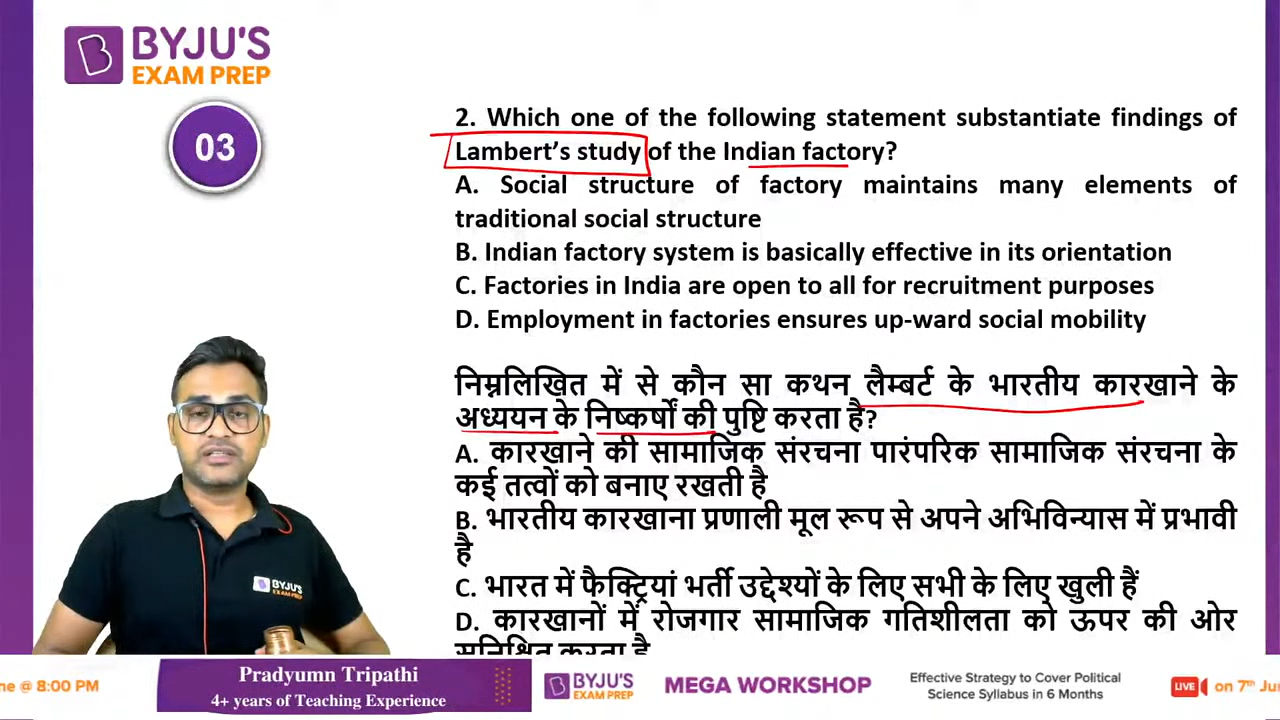 BYJU'S
EXAM PREP
03
2. Which one of the following statement substantiate findings of
Lambert's study of the Indian factory?
A. Social structure of factory maintains many elements of
traditional social structure
B. Indian factory system is basically effective in its orientation
C. Factories in India are open to all for recruitment purposes
D. Employment in factories ensures up-ward social mobility
निम्नलिखित में से कौन सा कथन लैम्बर्ट के भारतीय कारखाने के
अध्ययन के निष्कर्षों की पुष्टि करता है?
A. कारखाने की सामाजिक संरचना पारंपरिक सामाजिक संरचना के
कई तत्वों को बनाए रखती है
B. भारतीय कारखाना प्रणाली मूल रूप से अपने अभिविन्यास में प्रभावी
है
C. भारत में फैक्ट्रियां भर्ती उद्देश्यों के लिए सभी के लिए खुली हैं
D. कारखानों में रोजगार सामाजिक गतिशीलता को ऊपर की ओर
सुनिश्चित करता है
BYJU'S
EXAM PREP
ne @ 8:00 PM
Pradyumn Tripathi
4+ years of Teaching Experience
BYJU'S
EXAM PREP
MEGA WORKSHOP
Effective Strategy to Cover Political
Science Syllabus in 6 Months
LIVE
on 7th Jun